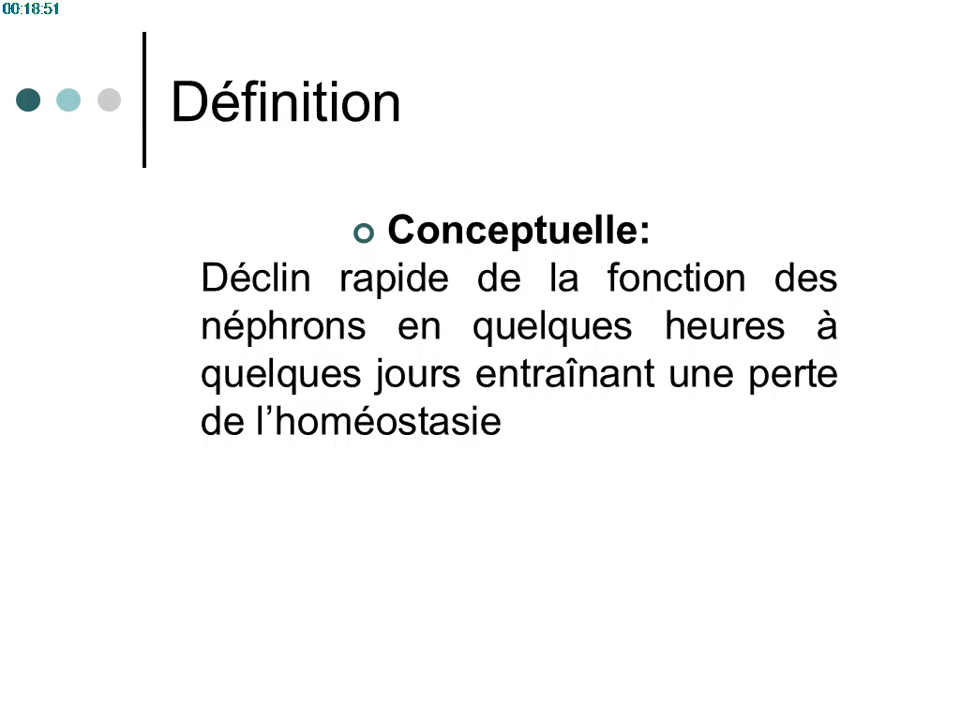 00:18:51
Définition
Conceptuelle:
Déclin rapide de la fonction des
néphrons en quelques heures à
quelques jours entraînant une perte
de l’homéostasie